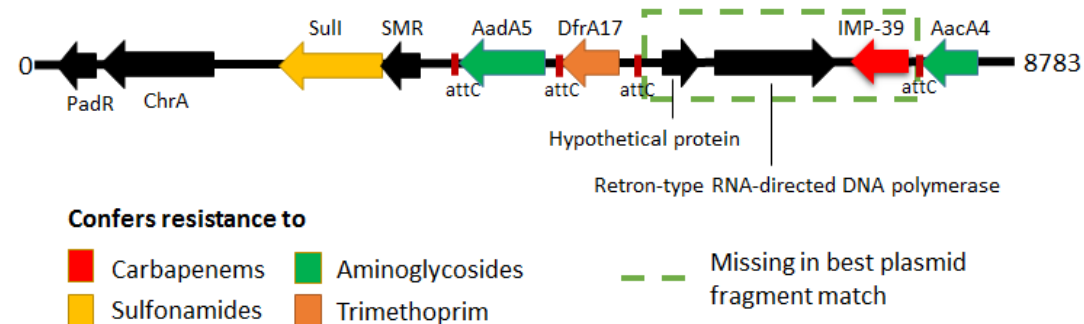 SulI SMR AadA5 DfrA17 IMP-39 AacA4
0 8783
PadR ChrA attC attC attC attC
Hypothetical protein
Retron-type RNA-directed DNA polymerase
Confers resistance to
Carbapenems Aminoglycosides
Sulfonamides Trimethoprim
Missing in best plasmid
fragment match